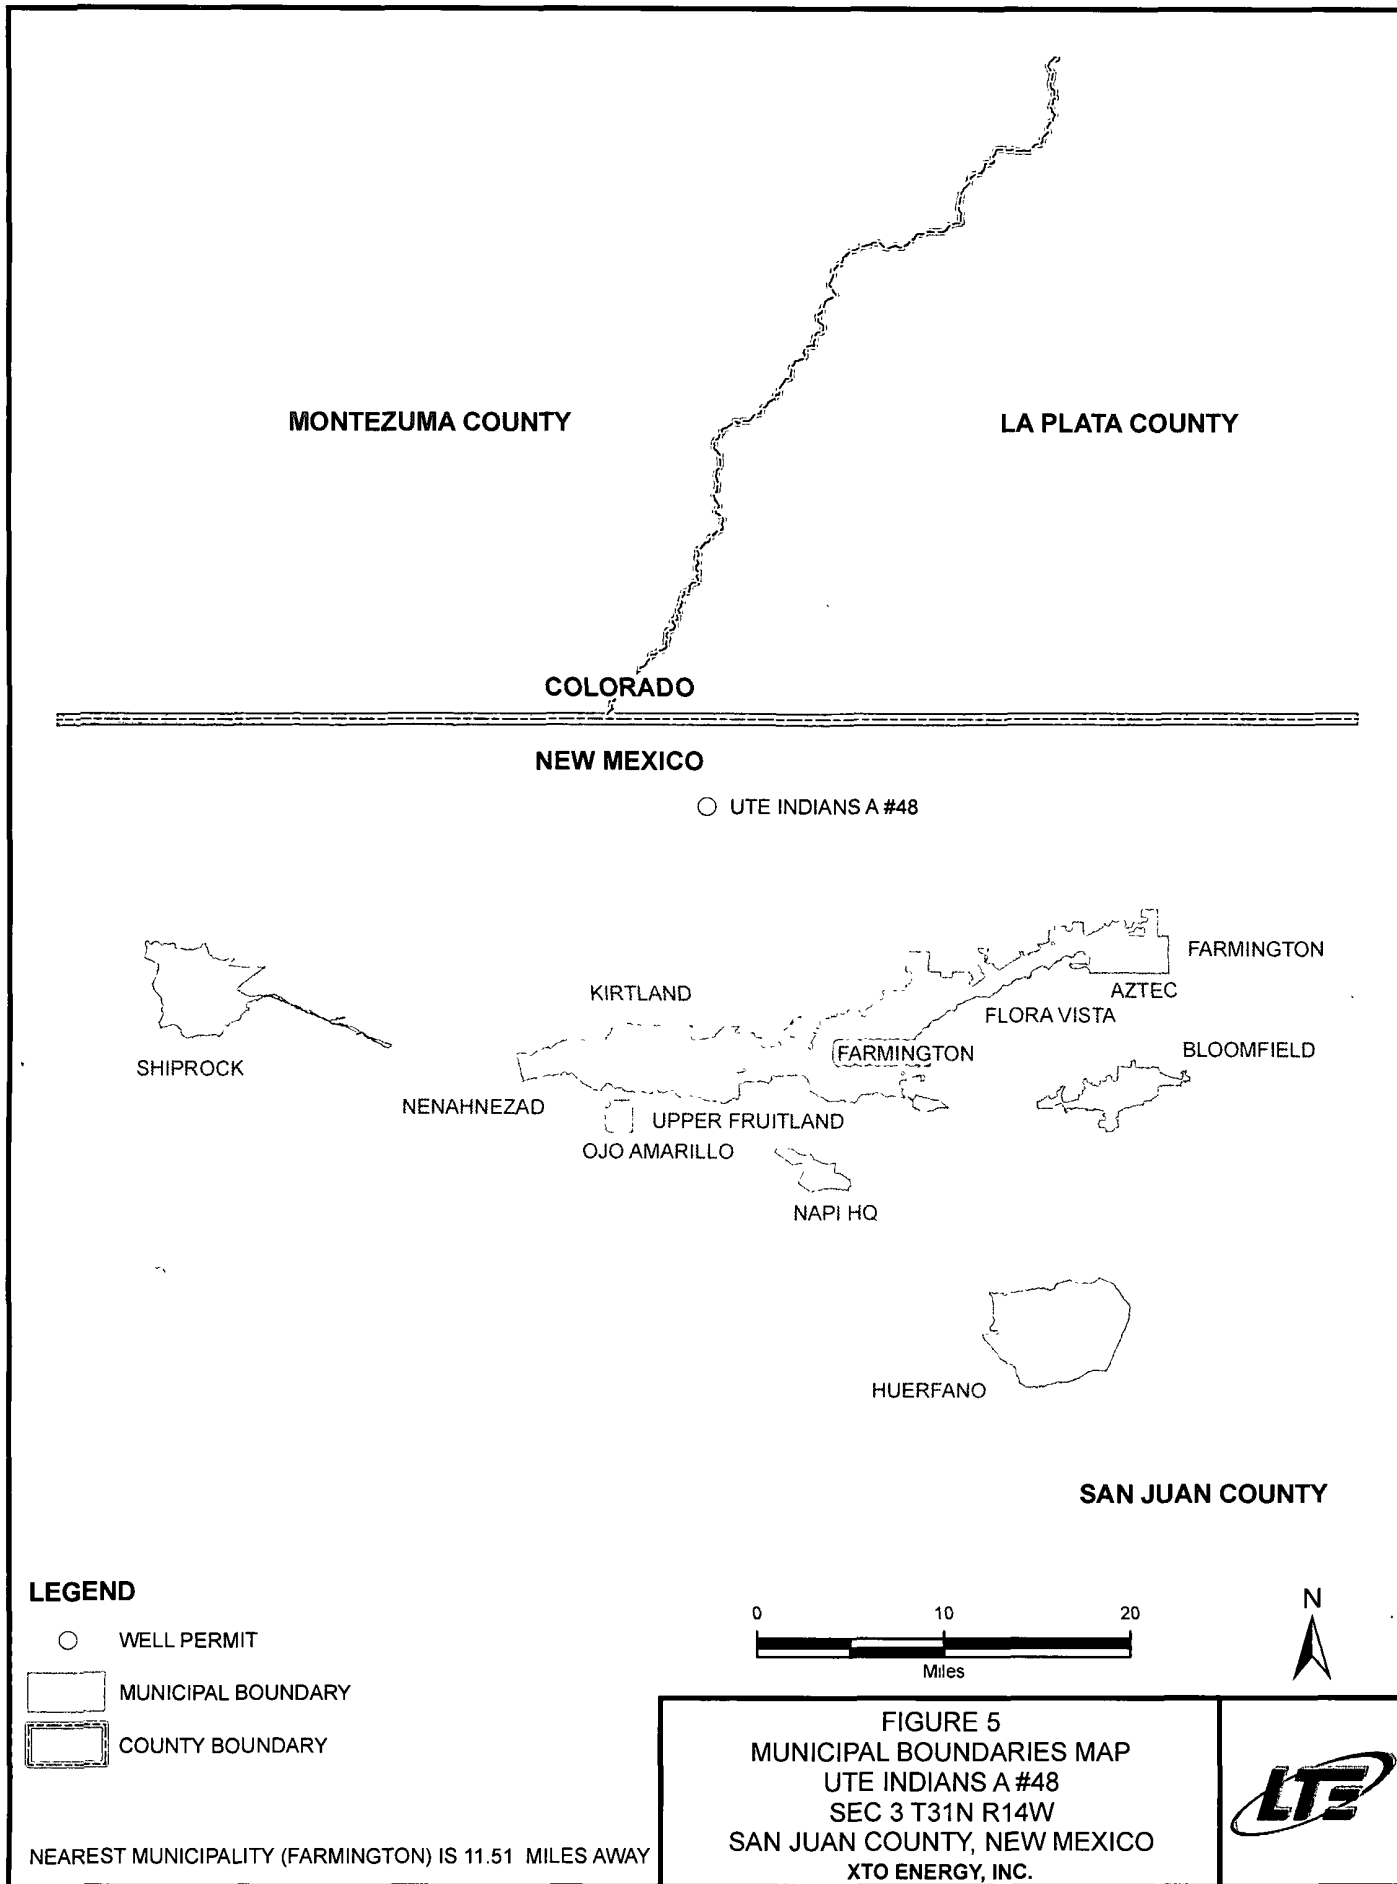 MONTEZUMA COUNTY
LA PLATA COUNTY
COLORADO
NEW MEXICO
UTE INDIANS A #48
FARMINGTON
KIRTLAND
AZTEC
FLORA VISTA
FARMINGTON
BLOOMFIELD
SHIPROCK
NENAHNEZAD
UPPER FRUITLAND
OJO AMARILLO
NAPI HQ
HUERFANO
SAN JUAN COUNTY
LEGEND
WELL PERMIT
MUNICIPAL BOUNDARY
COUNTY BOUNDARY
0 10 20
Miles
N
NEAREST MUNICIPALITY (FARMINGTON) IS 11.51 MILES AWAY
FIGURE 5
MUNICIPAL BOUNDARIES MAP
UTE INDIANS A #48
SEC 3 T31N R14W
SAN JUAN COUNTY, NEW MEXICO
XTO ENERGY, INC.
LTE